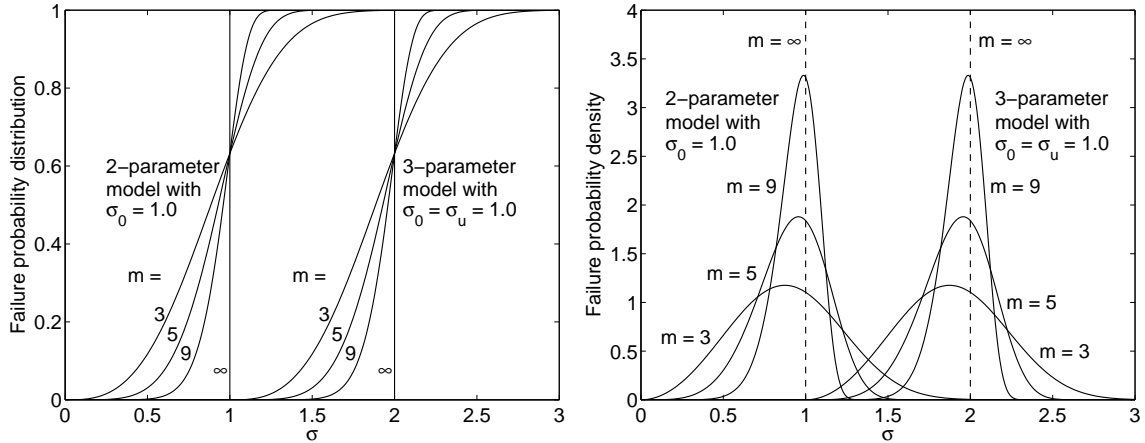 Failure probability distribution
1
0.8
0.6
0.4
0.2
0
2−parameter
model with
σ0 = 1.0
m =
3
5
9
∞
3−parameter
model with
σ0 = σu = 1.0
m =
3
5
9
∞
0 0.5 1 1.5 2 2.5 3
σ
Failure probability density
4
3.5
3
2.5
2
1.5
1
0.5
0
m = ∞
2−parameter
model with
σ0 = 1.0
m = 9
m = 5
m = 3
m = ∞
3−parameter
model with
σ0 = σu = 1.0
m = 9
m = 5
m = 3
0 0.5 1 1.5 2 2.5 3
σ